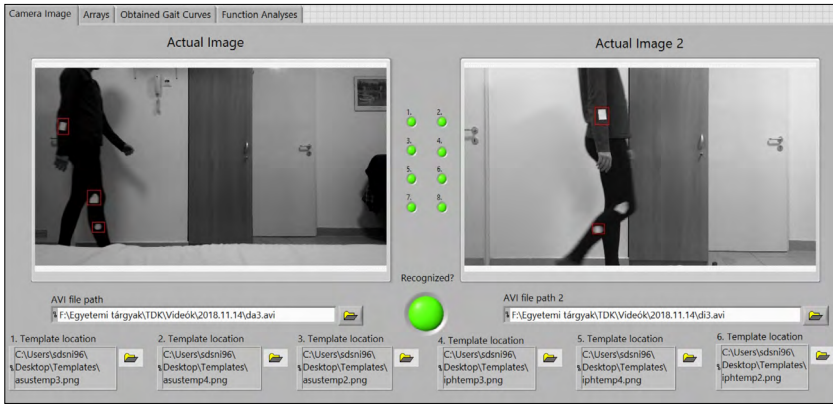 Camera Image Arrays Obtained Gait Curves Function Analyses
Actual Image
Actual Image 2
1. 2.
3. 4.
5. 6.
7. 8.
Recognized?
AVI file path
F:\Egyetemi tárgyak\TDK\Videók\2018.11.14\da3.avi
AVI file path 2
F:\Egyetemi tárgyak\TDK\Videók\2018.11.14\di3.avi
1. Template location
C:\Users\sdsni96\
Desktop\Templates\
asustemp3.png
2. Template location
C:\Users\sdsni96\
Desktop\Templates\
asustemp4.png
3. Template location
C:\Users\sdsni96\
Desktop\Templates\
asustemp2.png
4. Template location
C:\Users\sdsni96\
Desktop\Templates\
iphtemp3.png
5. Template location
C:\Users\sdsni96\
Desktop\Templates\
iphtemp4.png
6. Template location
C:\Users\sdsni96\
Desktop\Templates\
iphtemp2.png